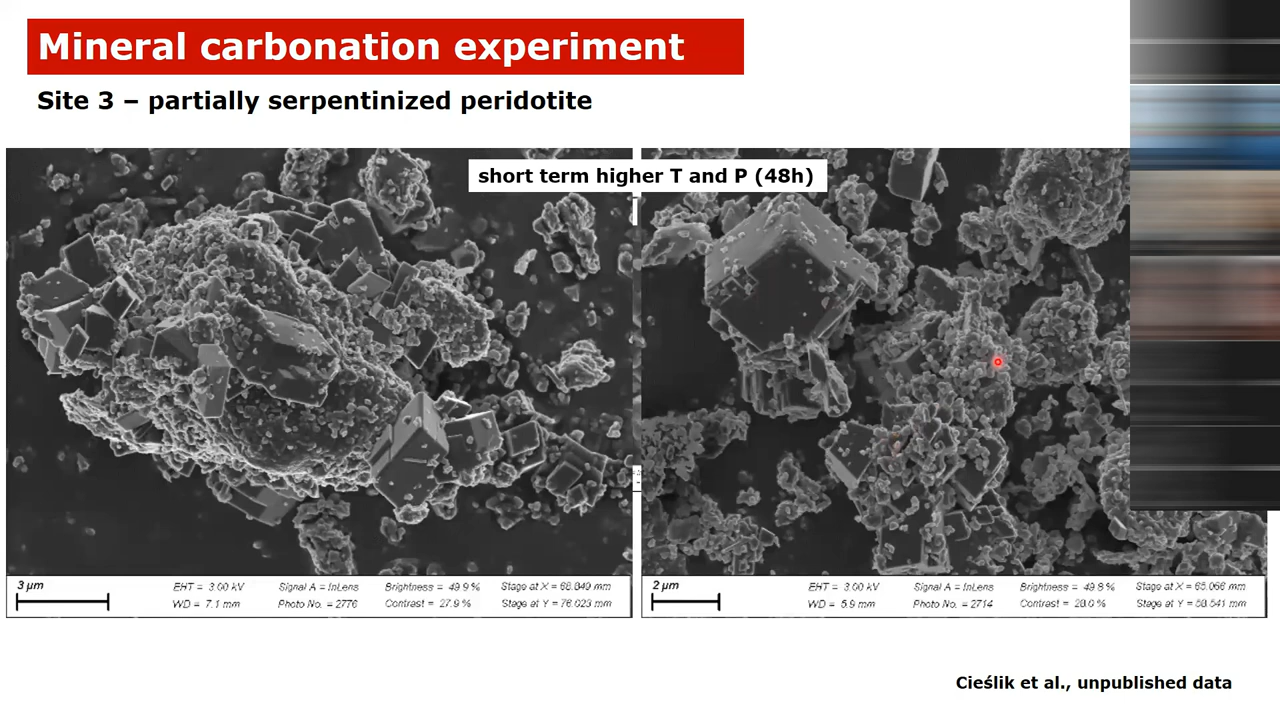 Mineral carbonation experiment
Site 3 – partially serpentinized peridotite
short term higher T and P (48h)
3 µm
EHT = 3.00 kV
Signal A = InLens
Brightness = 49.9 %
Stage at X = 68.849 mm
WD = 7.1 mm
Photo No. = 2776
Contrast = 27.9 %
Stage at Y = 76.023 mm
2 µm
EHT = 3.00 kV
Signal A = InLens
Brightness = 49.8 %
Stage at X = 65.066 mm
WD = 5.9 mm
Photo No. = 2714
Contrast = 28.0 %
Stage at Y = 58.541 mm
Cieślik et al., unpublished data